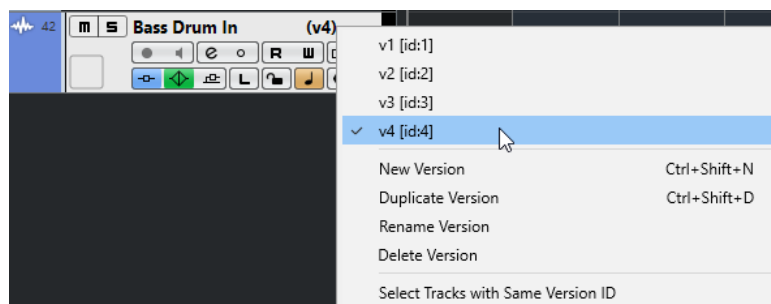 42 m S Bass Drum In (v4)
e R W
L
v1 [id:1]
v2 [id:2]
v3 [id:3]
v4 [id:4]
New Version Ctrl+Shift+N
Duplicate Version Ctrl+Shift+D
Rename Version
Delete Version
Select Tracks with Same Version ID